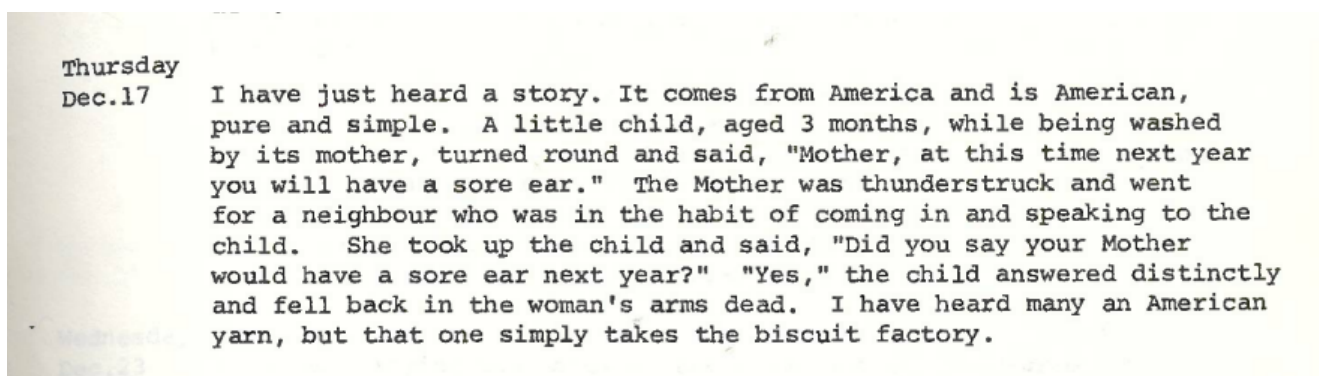 Thursday
Dec.17 I have just heard a story. It comes from America and is American,
pure and simple. A little child, aged 3 months, while being washed
by its mother, turned round and said, "Mother, at this time next year
you will have a sore ear." The Mother was thunderstruck and went
for a neighbour who was in the habit of coming in and speaking to the
child. She took up the child and said, "Did you say your Mother
would have a sore ear next year?" "Yes," the child answered distinctly
and fell back in the woman's arms dead. I have heard many an American
yarn, but that one simply takes the biscuit factory.
Dec.23